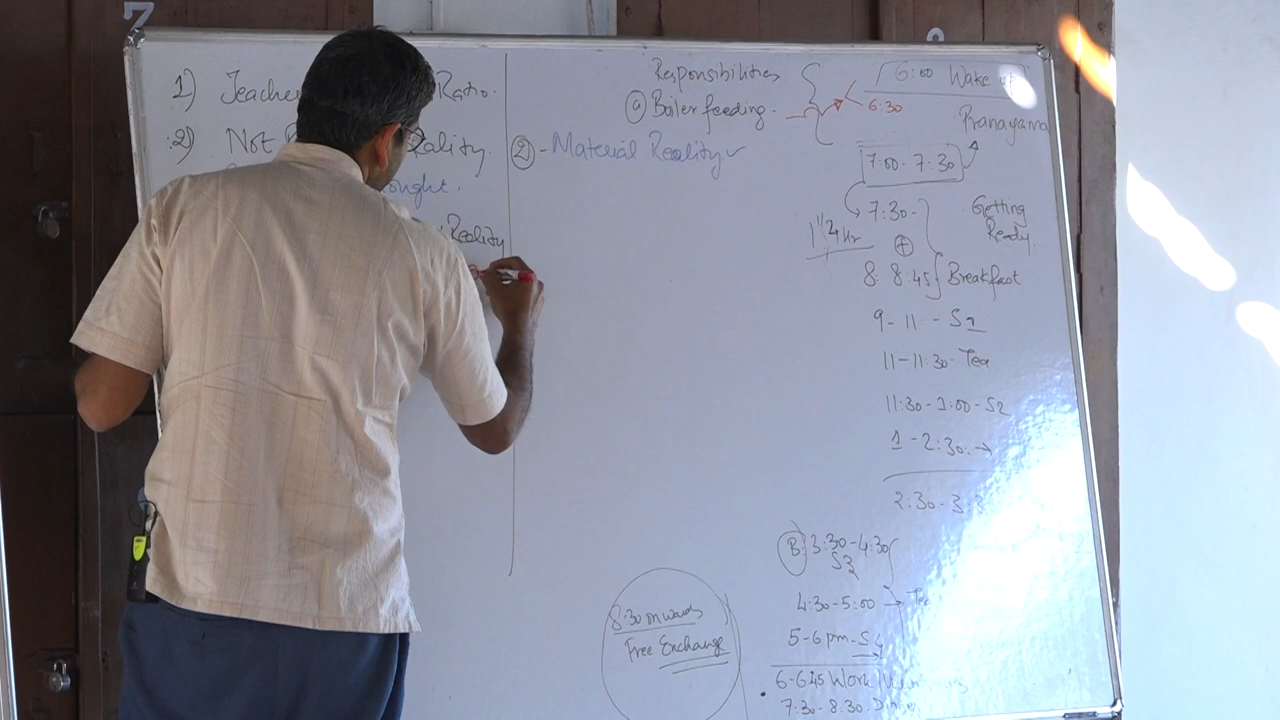 1) Teache Ratio.
2) Not ality.
ought.
Reality
2 - Material Reality
Responsibilities
a Boiler feeding.
6:30
6:00 Wake up
Pranayama
7:00 - 7:30
7:30 -
Getting Ready.
1 1/4 Hr
+
8. 8.45 Breakfast
9 - 11 - S1
11 - 11:30 - Tea
11:30 - 1:00 - S2
1 - 2:30. →
2:30 - 3:
B. 3:30 - 4:30
S3
4:30 - 5:00 → Te
5 - 6 pm - S4
6 - 6.45 Work /
7:30 - 8.30 Dinn
8.30 onwards
Free Exchange